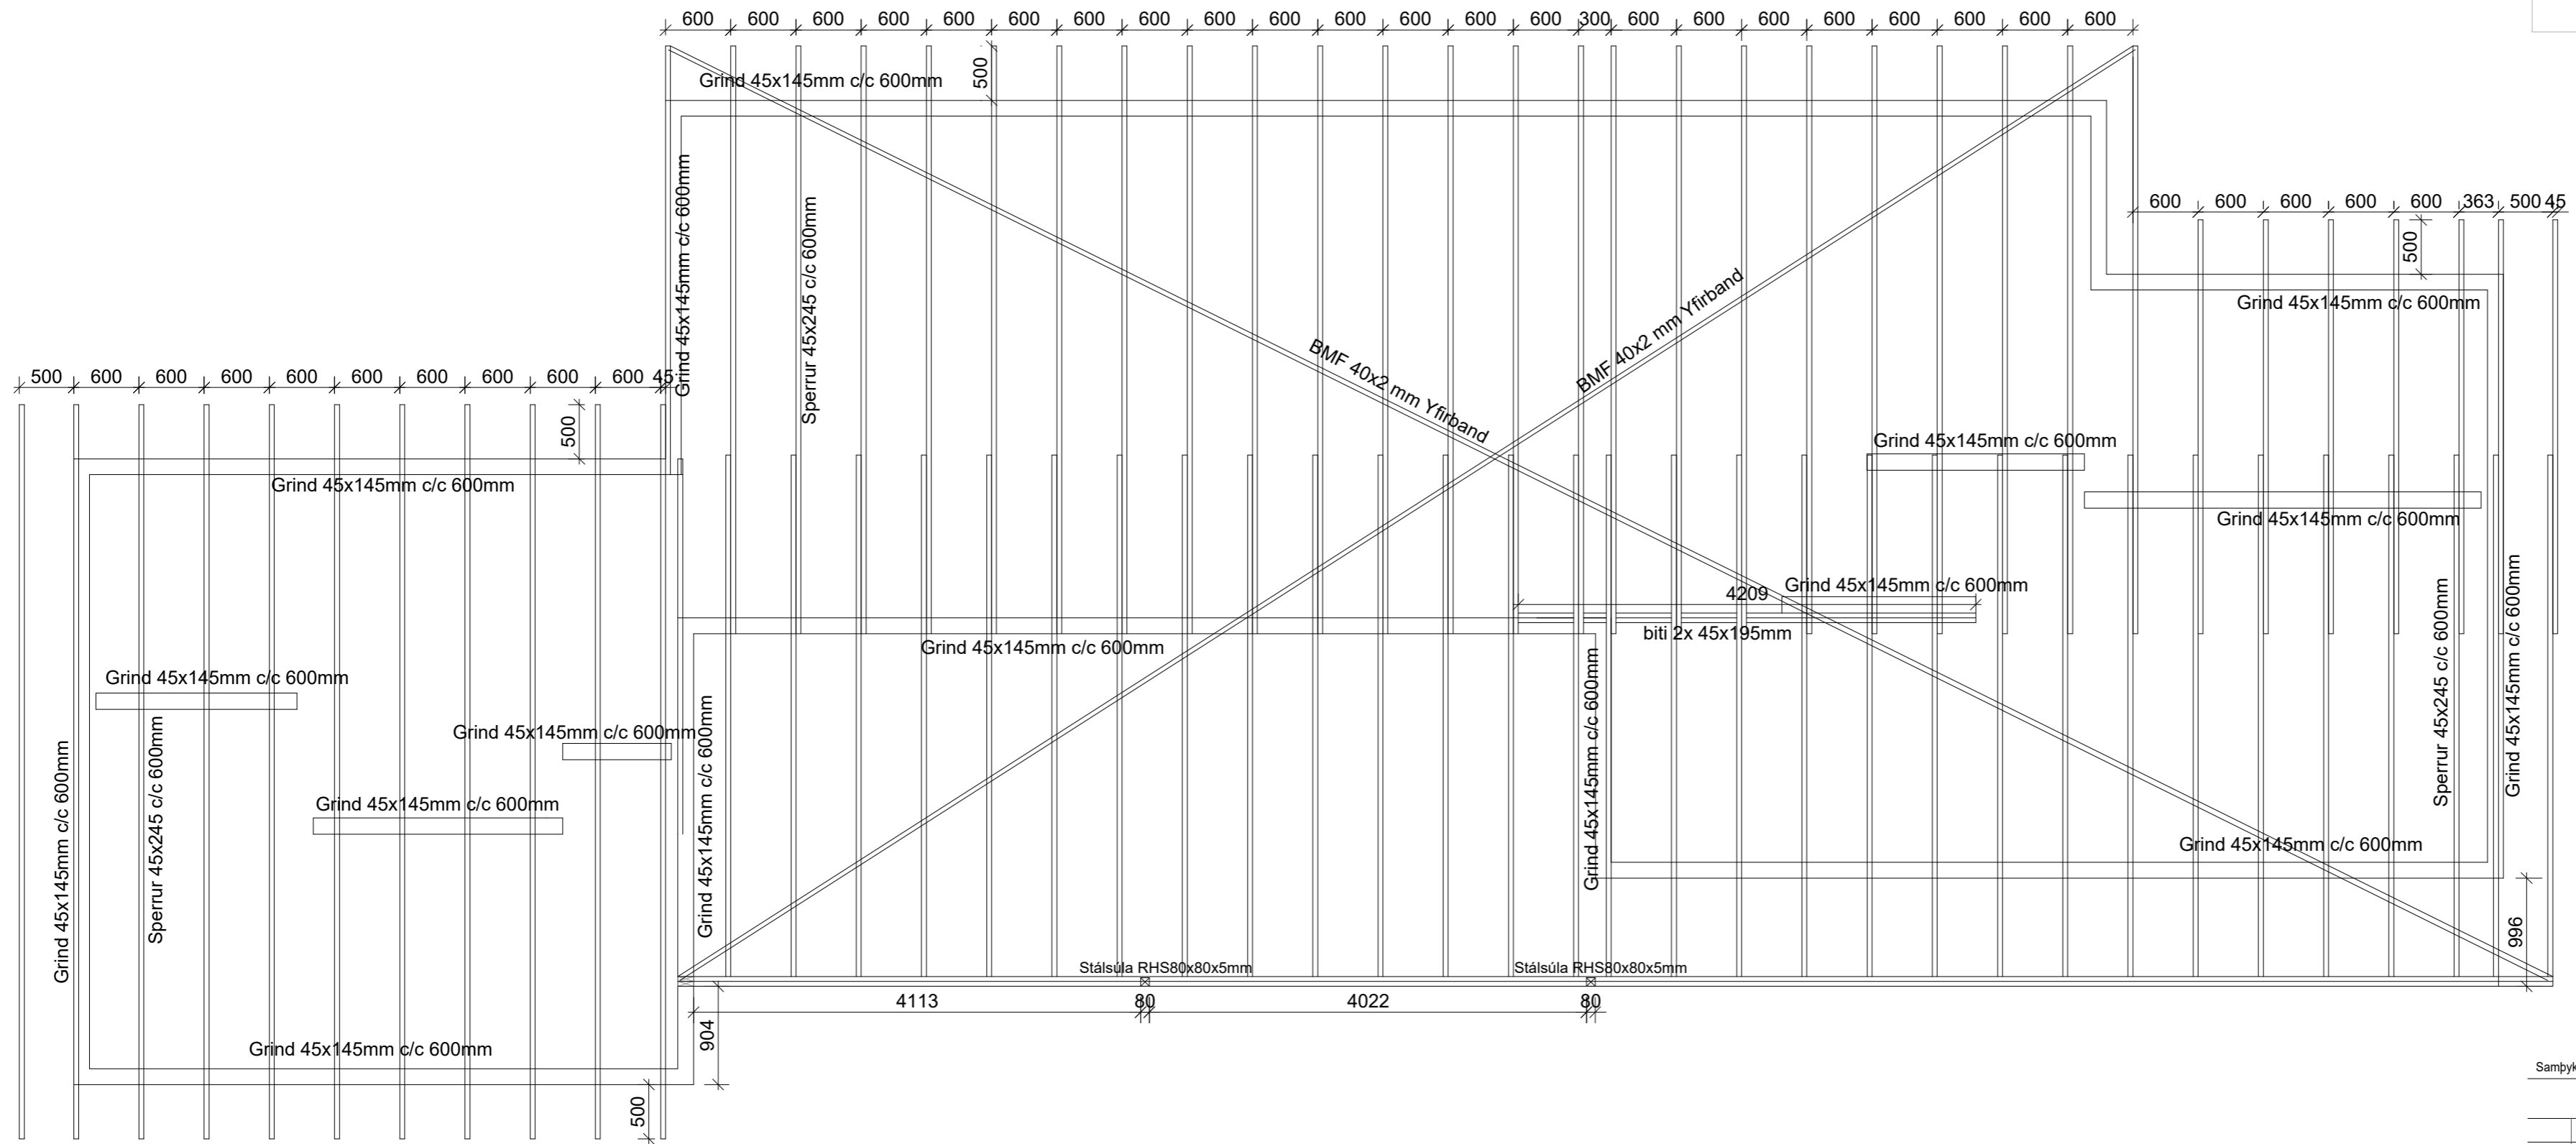 600 600 600 600 600 600 600 600 600 600 600 600 600 600 300 600 600 600 600 600 600 600 600
500
Grind 45x145mm c/c 600mm
Grind 45x145mm c/c 600mm
Sperrur 45x245 c/c 600mm
600 600 600 600 600 363 500 45
500
Grind 45x145mm c/c 600mm
BMF 40x2 mm Yfirband
BMF 40x2 mm Yfirband
500 600 600 600 600 600 600 600 600 600 45
500
Grind 45x145mm c/c 600mm
Grind 45x145mm c/c 600mm
Grind 45x145mm c/c 600mm
Grind 45x145mm c/c 600mm
4209
biti 2x 45x195mm
Grind 45x145mm c/c 600mm
Grind 45x145mm c/c 600mm
Grind 45x145mm c/c 600mm
Grind 45x145mm c/c 600mm
Grind 45x145mm c/c 600mm
Grind 45x145mm c/c 600mm
Sperrur 45x245 c/c 600mm
Grind 45x145mm c/c 600mm
Grind 45x145mm c/c 600mm
Sperrur 45x245 c/c 600mm
Grind 45x145mm c/c 600mm
Grind 45x145mm c/c 600mm
996
Stálsúla RHS80x80x5mm
Stálsúla RHS80x80x5mm
4113 80 4022 80
904
Grind 45x145mm c/c 600mm
500
Samþyk